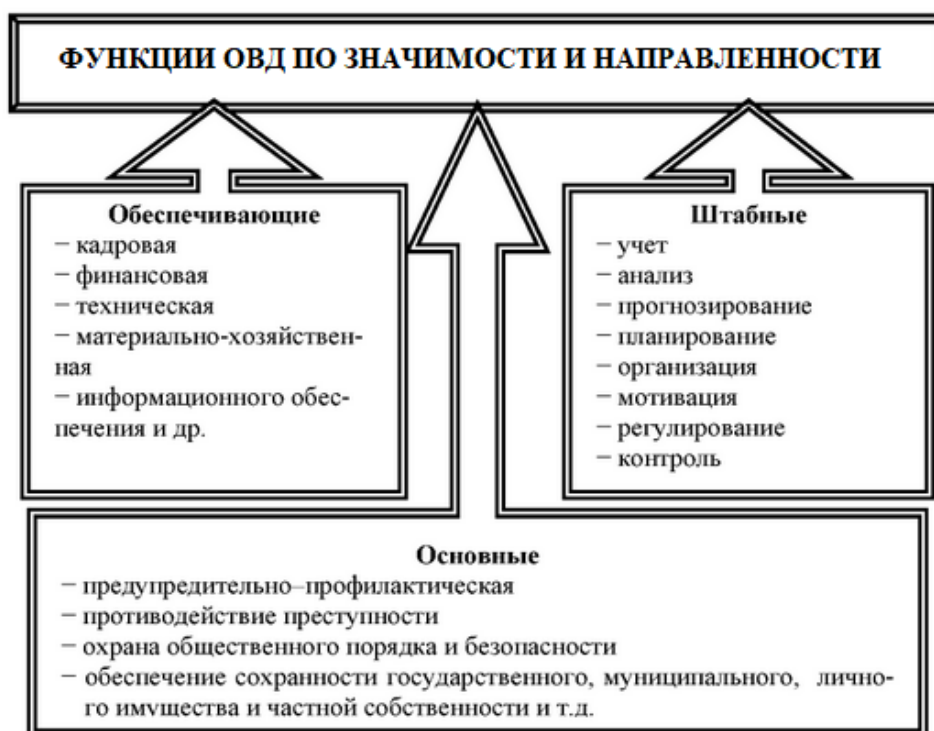 ФУНКЦИИ ОВД ПО ЗНАЧИМОСТИ И НАПРАВЛЕННОСТИ
Обеспечивающие
− кадровая
− финансовая
− техническая
− материально-хозяйствен-
ная
− информационного обес-
печения и др.
Штабные
− учет
− анализ
− прогнозирование
− планирование
− организация
− мотивация
− регулирование
− контроль
Основные
− предупредительно–профилактическая
− противодействие преступности
− охрана общественного порядка и безопасности
− обеспечение сохранности государственного, муниципального, лично-
го имущества и частной собственности и т.д.